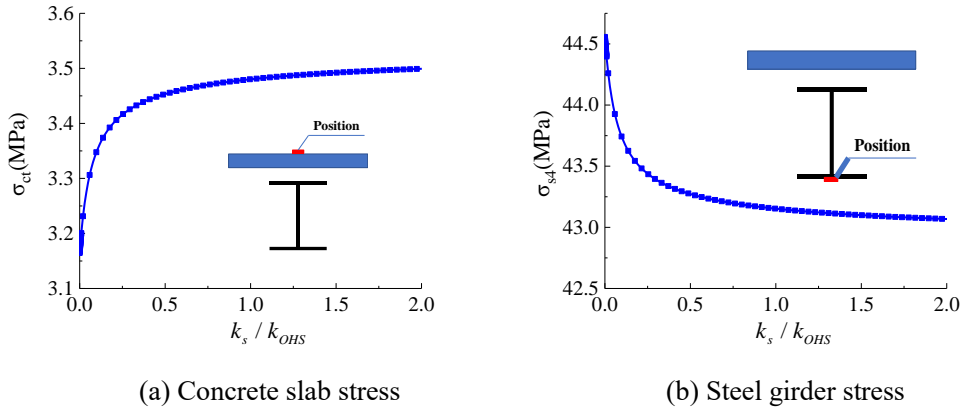 3.5
3.4
3.3
3.2
3.1
σct(MPa)
Position
0.0 0.5 1.0 1.5 2.0
ks / kOHS
(a) Concrete slab stress
44.5
44.0
43.5
43.0
42.5
σs4(MPa)
Position
0.0 0.5 1.0 1.5 2.0
ks / kOHS
(b) Steel girder stress